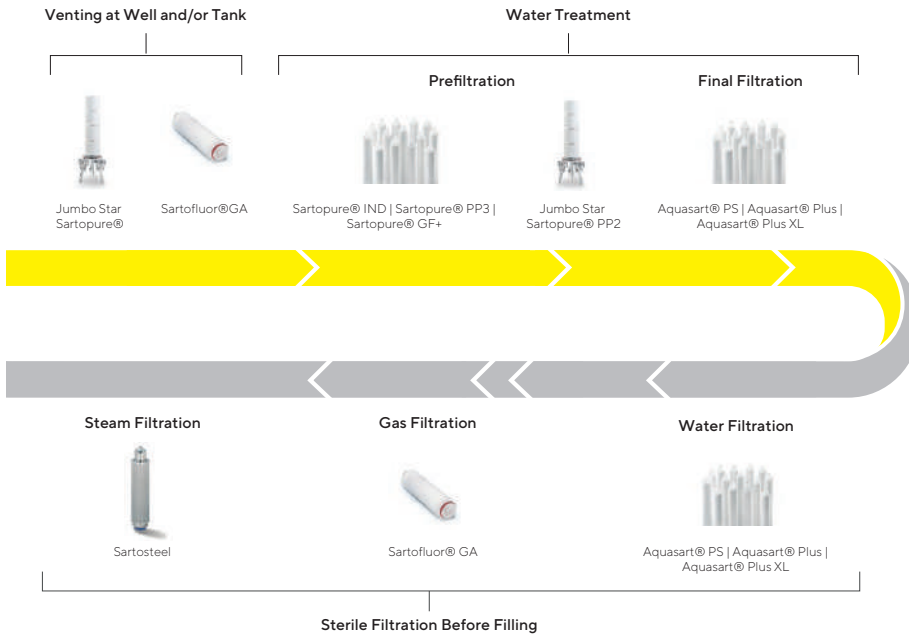 Venting at Well and/or Tank
Water Treatment
Prefiltration
Final Filtration
Jumbo Star
Sartopure®
Sartofluor®GA
Sartopure® IND | Sartopure® PP3 |
Sartopure® GF+
Jumbo Star
Sartopure® PP2
Aquasart® PS | Aquasart® Plus |
Aquasart® Plus XL
Steam Filtration
Gas Filtration
Water Filtration
Sartosteel
Sartofluor® GA
Aquasart® PS | Aquasart® Plus |
Aquasart® Plus XL
Sterile Filtration Before Filling